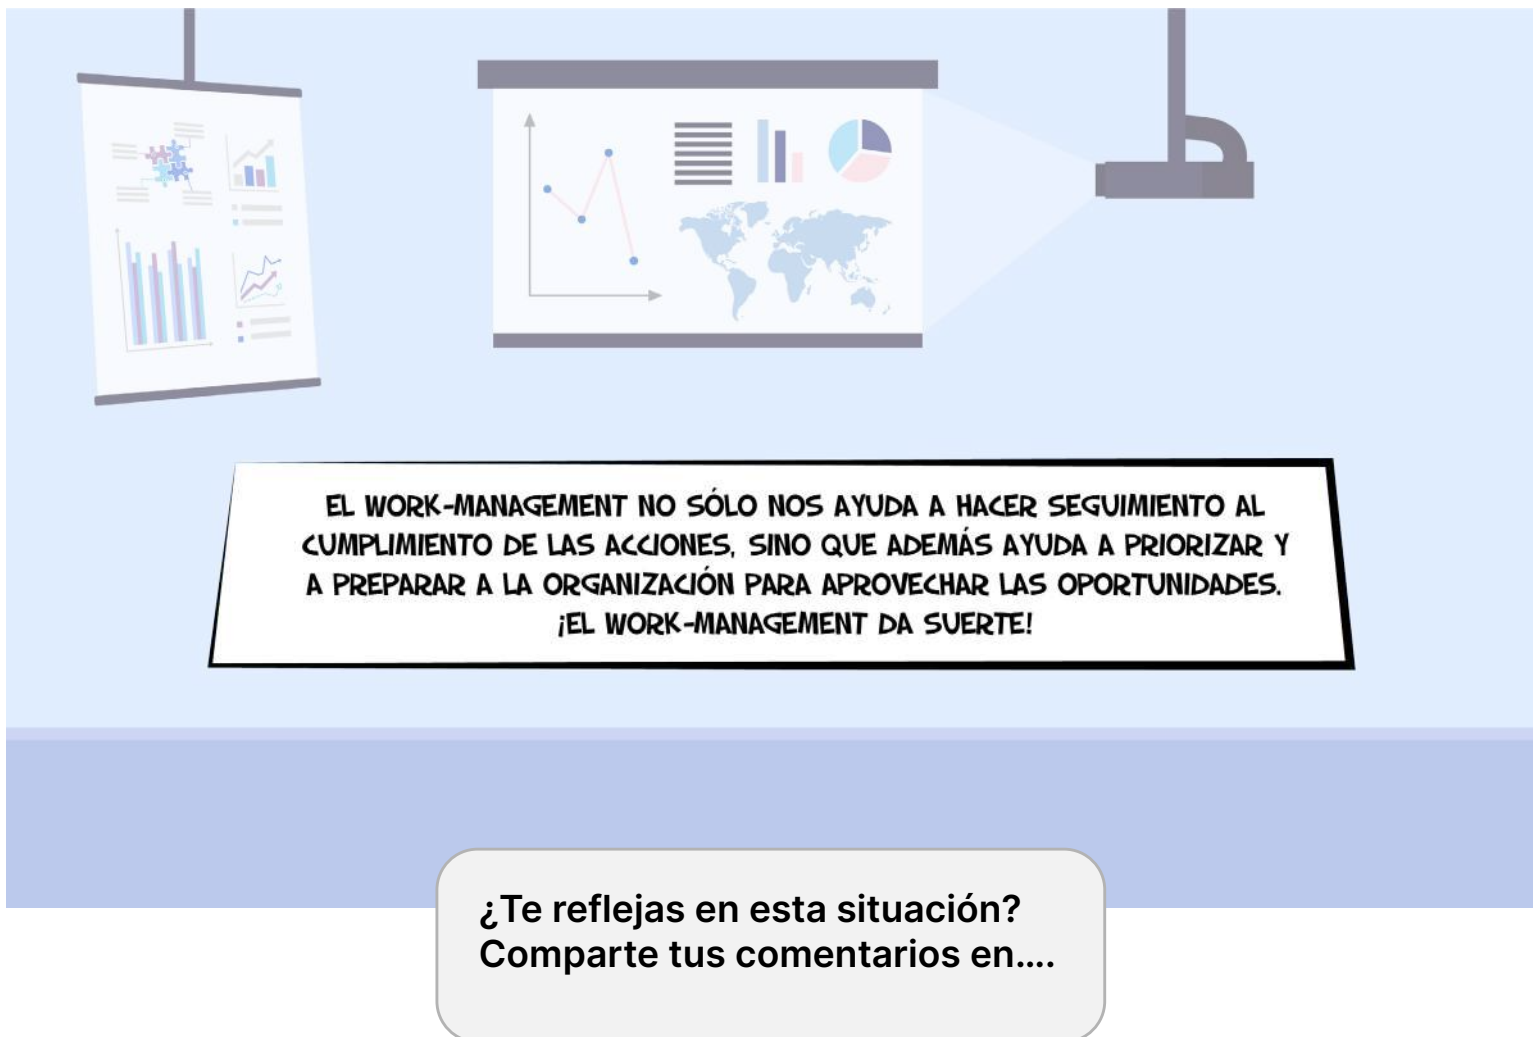 EL WORK-MANAGEMENT NO SÓLO NOS AYUDA A HACER SEGUIMIENTO AL
CUMPLIMIENTO DE LAS ACCIONES, SINO QUE ADEMÁS AYUDA A PRIORIZAR Y
A PREPARAR A LA ORGANIZACIÓN PARA APROVECHAR LAS OPORTUNIDADES.
¡EL WORK-MANAGEMENT DA SUERTE!
¿Te reflejas en esta situación?
Comparte tus comentarios en....